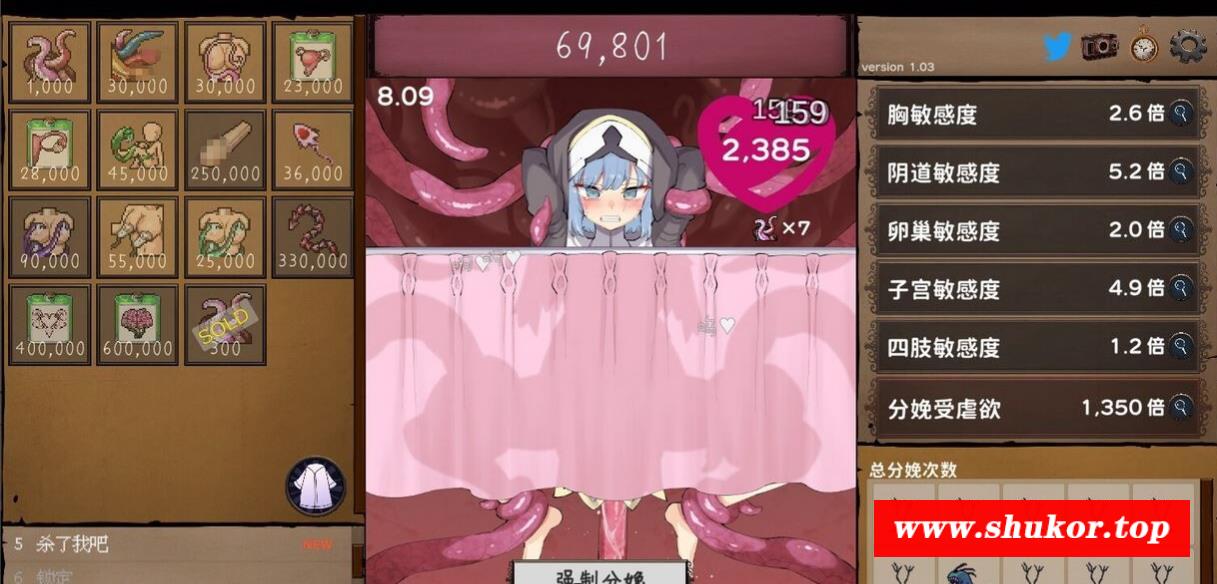 69,801
1,000
30,000
30,000
23,000
28,000
45,000
250,000
36,000
90,000
55,000
25,000
330,000
400,000
600,000
SOLD
300
8.09
159
2,385
×7
version 1.03
胸敏感度 2.6 倍
阴道敏感度 5.2 倍
卵巢敏感度 2.0 倍
子宫敏感度 4.9 倍
四肢敏感度 1.2 倍
分娩受虐欲 1,350 倍
总分娩次数
www.shukor.top
5 杀了我吧 NEW
6 锁定
强制分娩